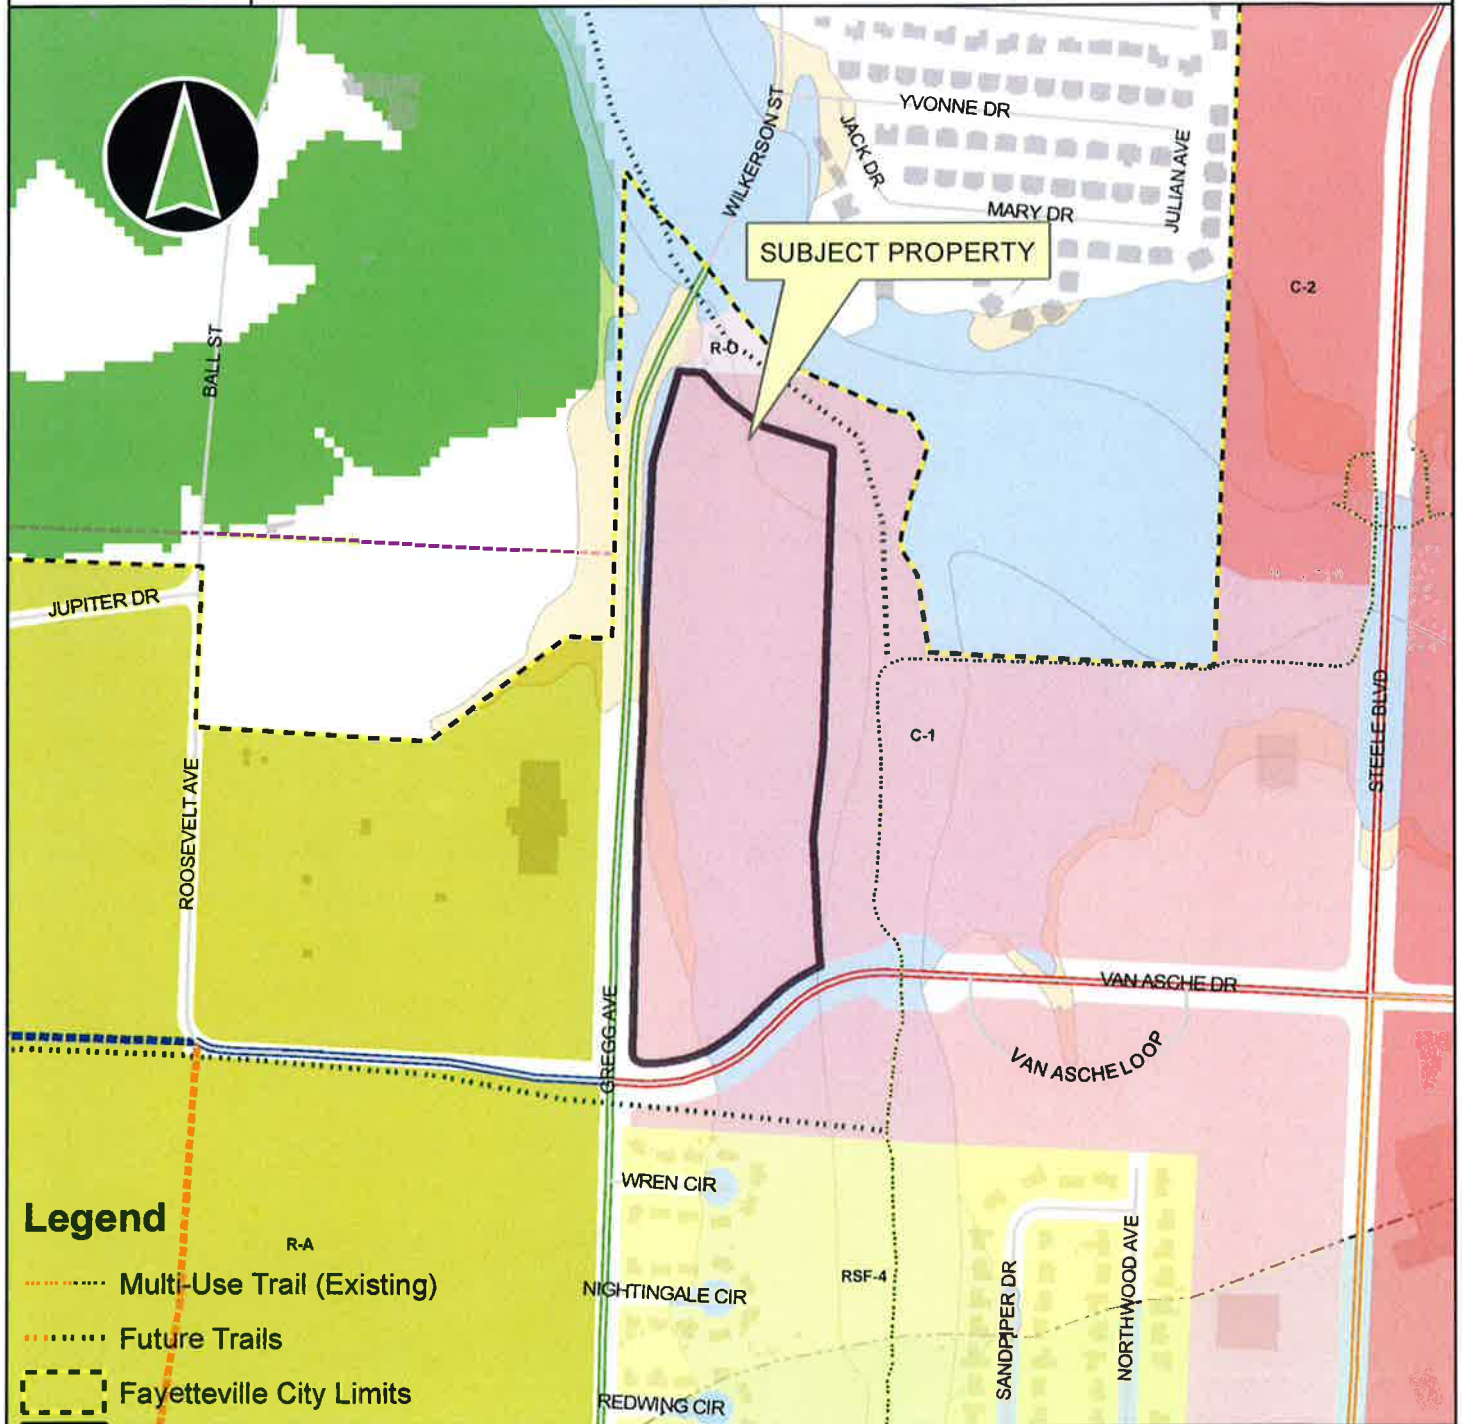 YVONNE DR
WILKERSON ST
JACK DR
JULIAN AVE
MARY DR
SUBJECT PROPERTY
C-2
R-O
BALL ST
JUPITER DR
C-1
STEELE BLVD
ROOSEVELT AVE
VAN ASCHE DR
GREGG AVE
VAN ASCHE LOOP
WREN CIR
Legend
R-A
NORTHWOOD AVE
SANDPIPER DR
RSF-4
Multi-Use Trail (Existing)
NIGHTINGALE CIR
Future Trails
Fayetteville City Limits
REDWING CIR